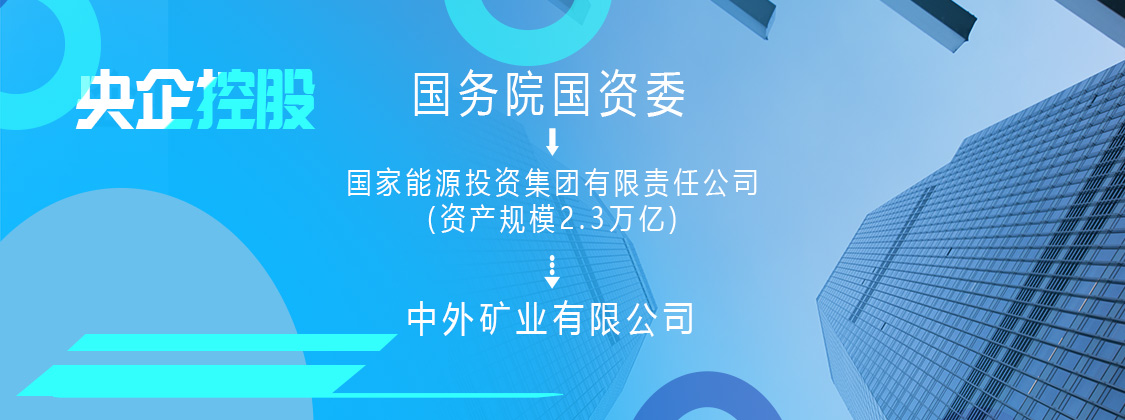 央企控股
国务院国资委
国家能源投资集团有限责任公司
(资产规模2.3万亿)
中外矿业有限公司